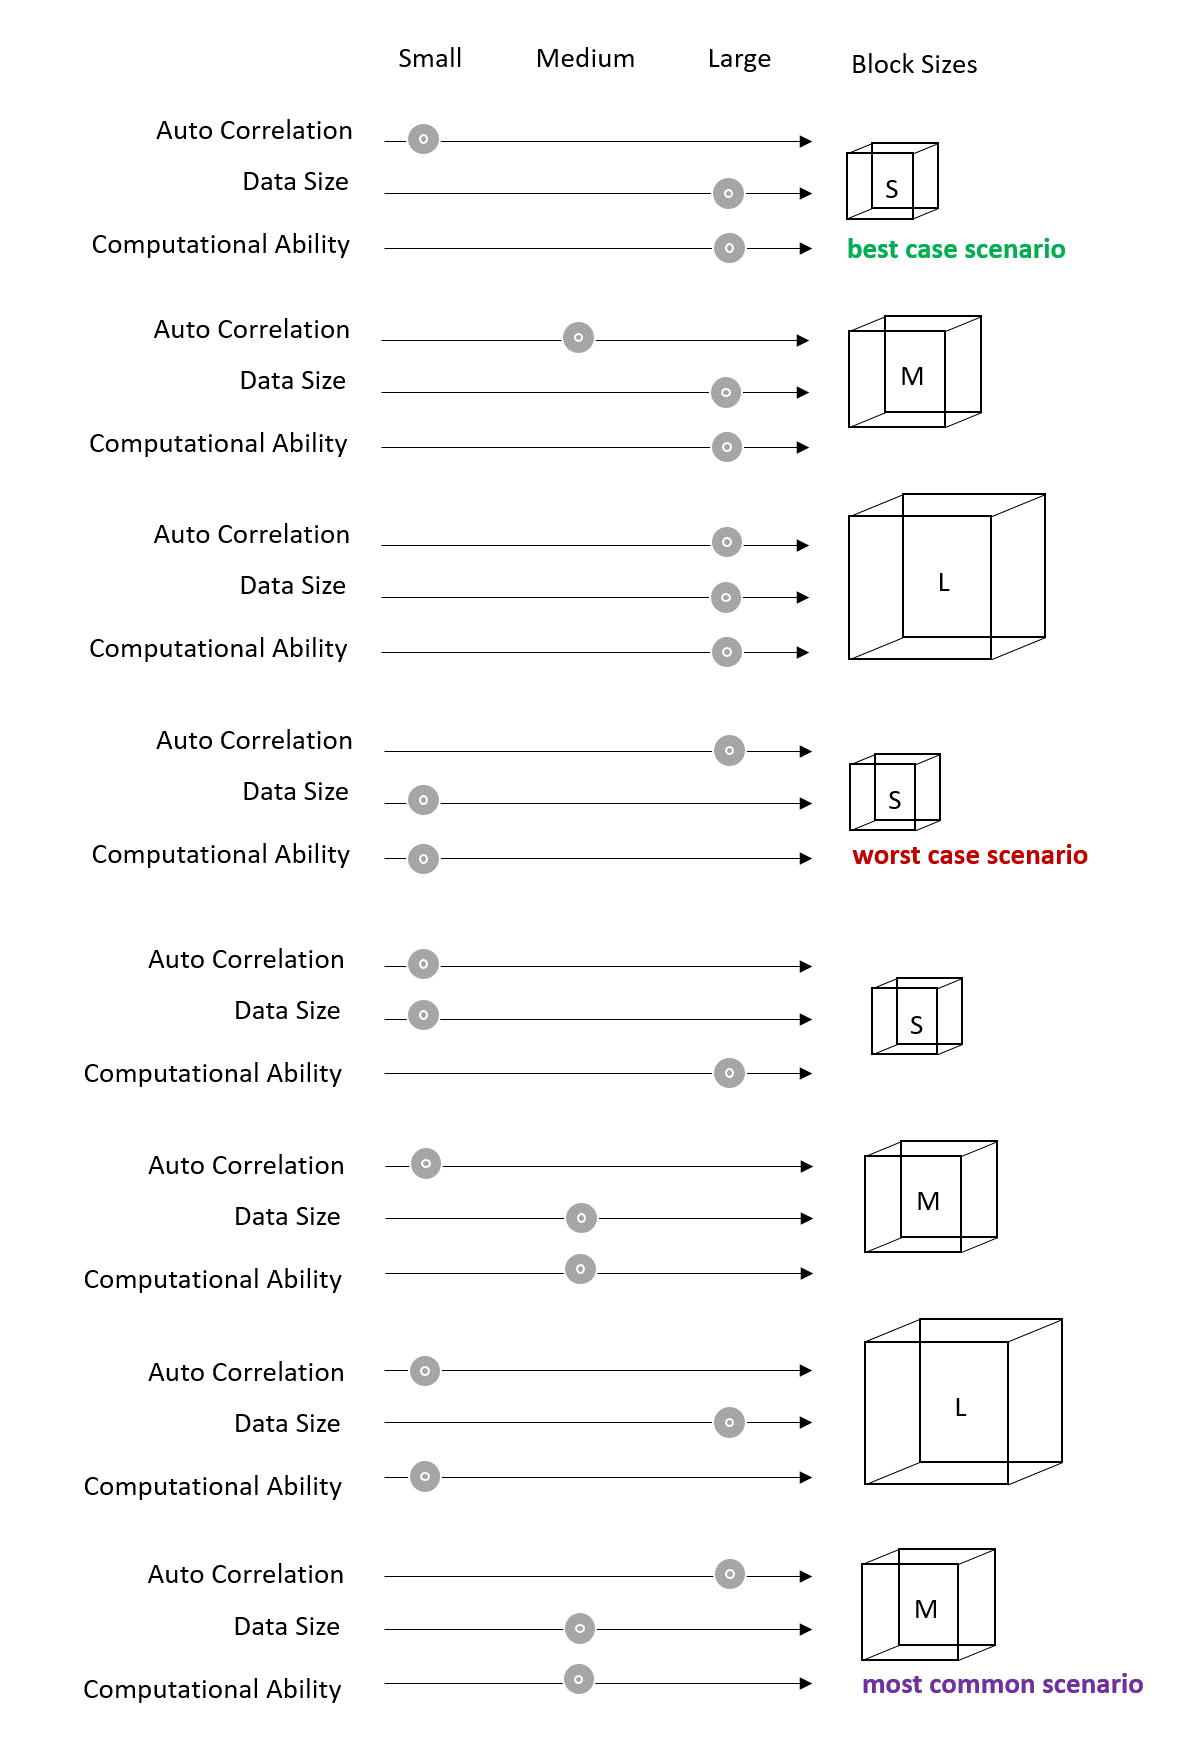 Small Medium Large Block Sizes
Auto Correlation
Data Size
S
Computational Ability
best case scenario
Auto Correlation
Data Size
M
Computational Ability
Auto Correlation
Data Size
L
Computational Ability
Auto Correlation
Data Size
S
Computational Ability
worst case scenario
Auto Correlation
Data Size
S
Computational Ability
Auto Correlation
Data Size
M
Computational Ability
Auto Correlation
Data Size
L
Computational Ability
Auto Correlation
Data Size
M
Computational Ability
most common scenario